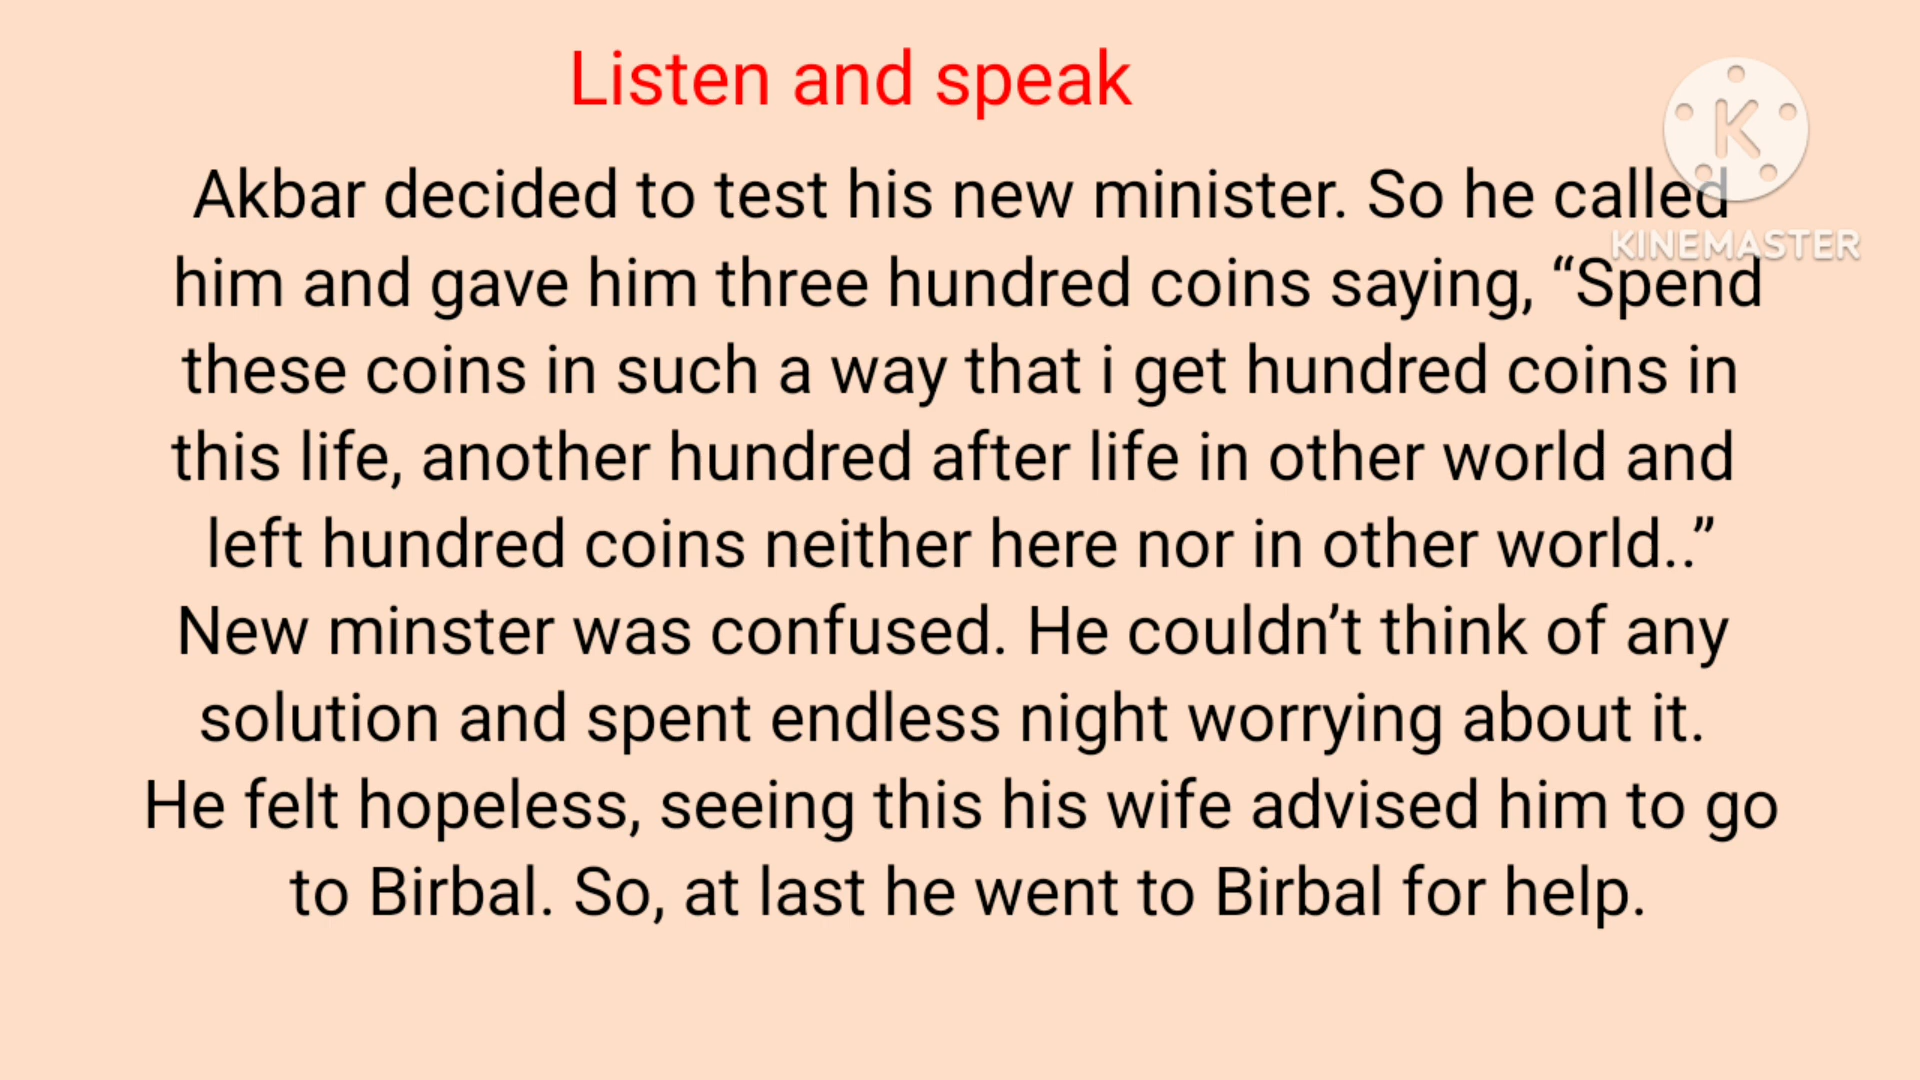 Listen and speak
Akbar decided to test his new minister. So he called
him and gave him three hundred coins saying, “Spend
these coins in such a way that i get hundred coins in
this life, another hundred after life in other world and
left hundred coins neither here nor in other world..”
New minster was confused. He couldn’t think of any
solution and spent endless night worrying about it.
He felt hopeless, seeing this his wife advised him to go
to Birbal. So, at last he went to Birbal for help.
K
KINEMASTER